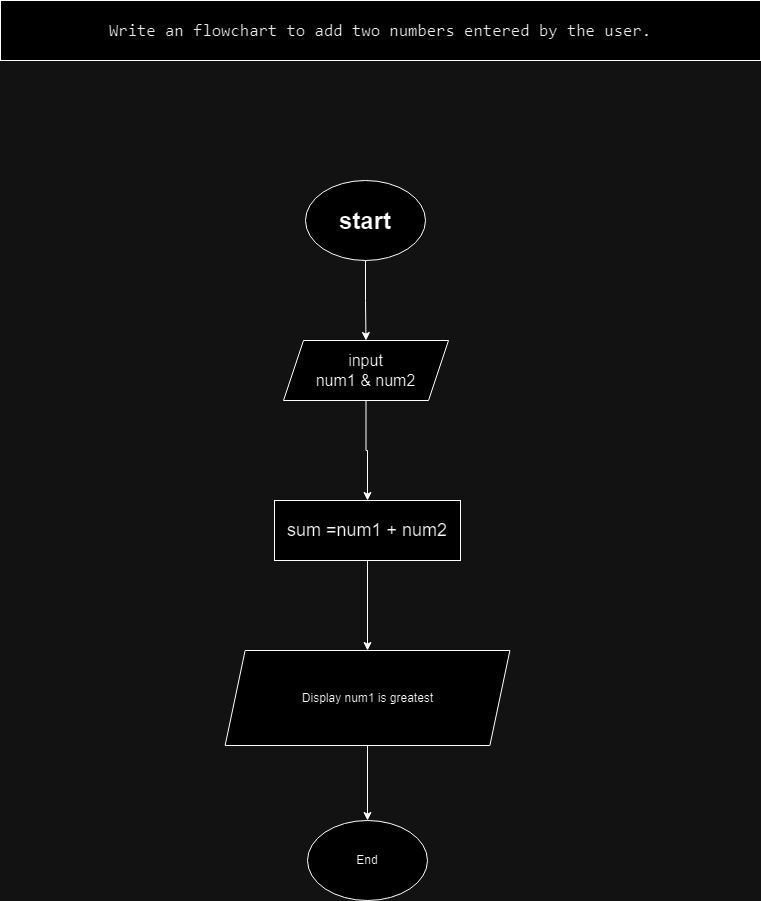 Write an flowchart to add two numbers entered by the user.
start
input
num1 & num2
sum =num1 + num2
Display num1 is greatest
End